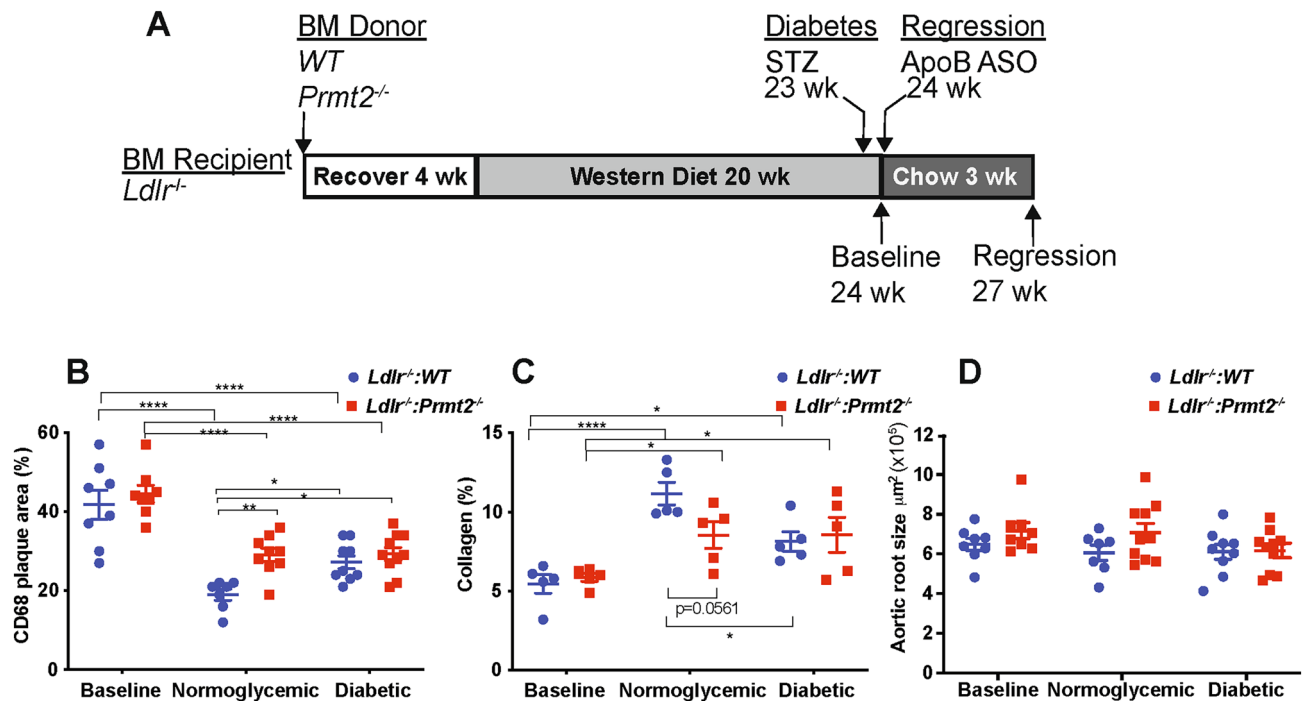 A
BM Donor
WT
Prmt2-/-
Diabetes
STZ
23 wk
Regression
ApoB ASO
24 wk
BM Recipient
Ldlr-/-
Recover 4 wk
Western Diet 20 wk
Chow 3 wk
Baseline
24 wk
Regression
27 wk
B
Ldlr-/-:WT
Ldlr-/-:Prmt2-/-
****
****
****
****
*
*
**
CD68 plaque area (%)
60
40
20
0
Baseline Normoglycemic Diabetic
C
Ldlr-/-:WT
Ldlr-/-:Prmt2-/-
*
****
*
*
p=0.0561
*
Collagen (%)
15
10
5
0
Baseline Normoglycemic Diabetic
D
Ldlr-/-:WT
Ldlr-/-:Prmt2-/-
Aortic root size μm² (x10⁵)
12
10
8
6
4
2
0
Baseline Normoglycemic Diabetic